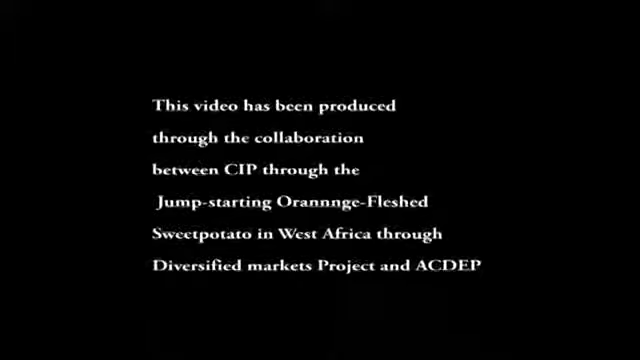 This video has been produced
through the collaboration
between CIP through the
Jump-starting Orannnge-Fleshed
Sweetpotato in West Africa through
Diversified markets Project and ACDEP